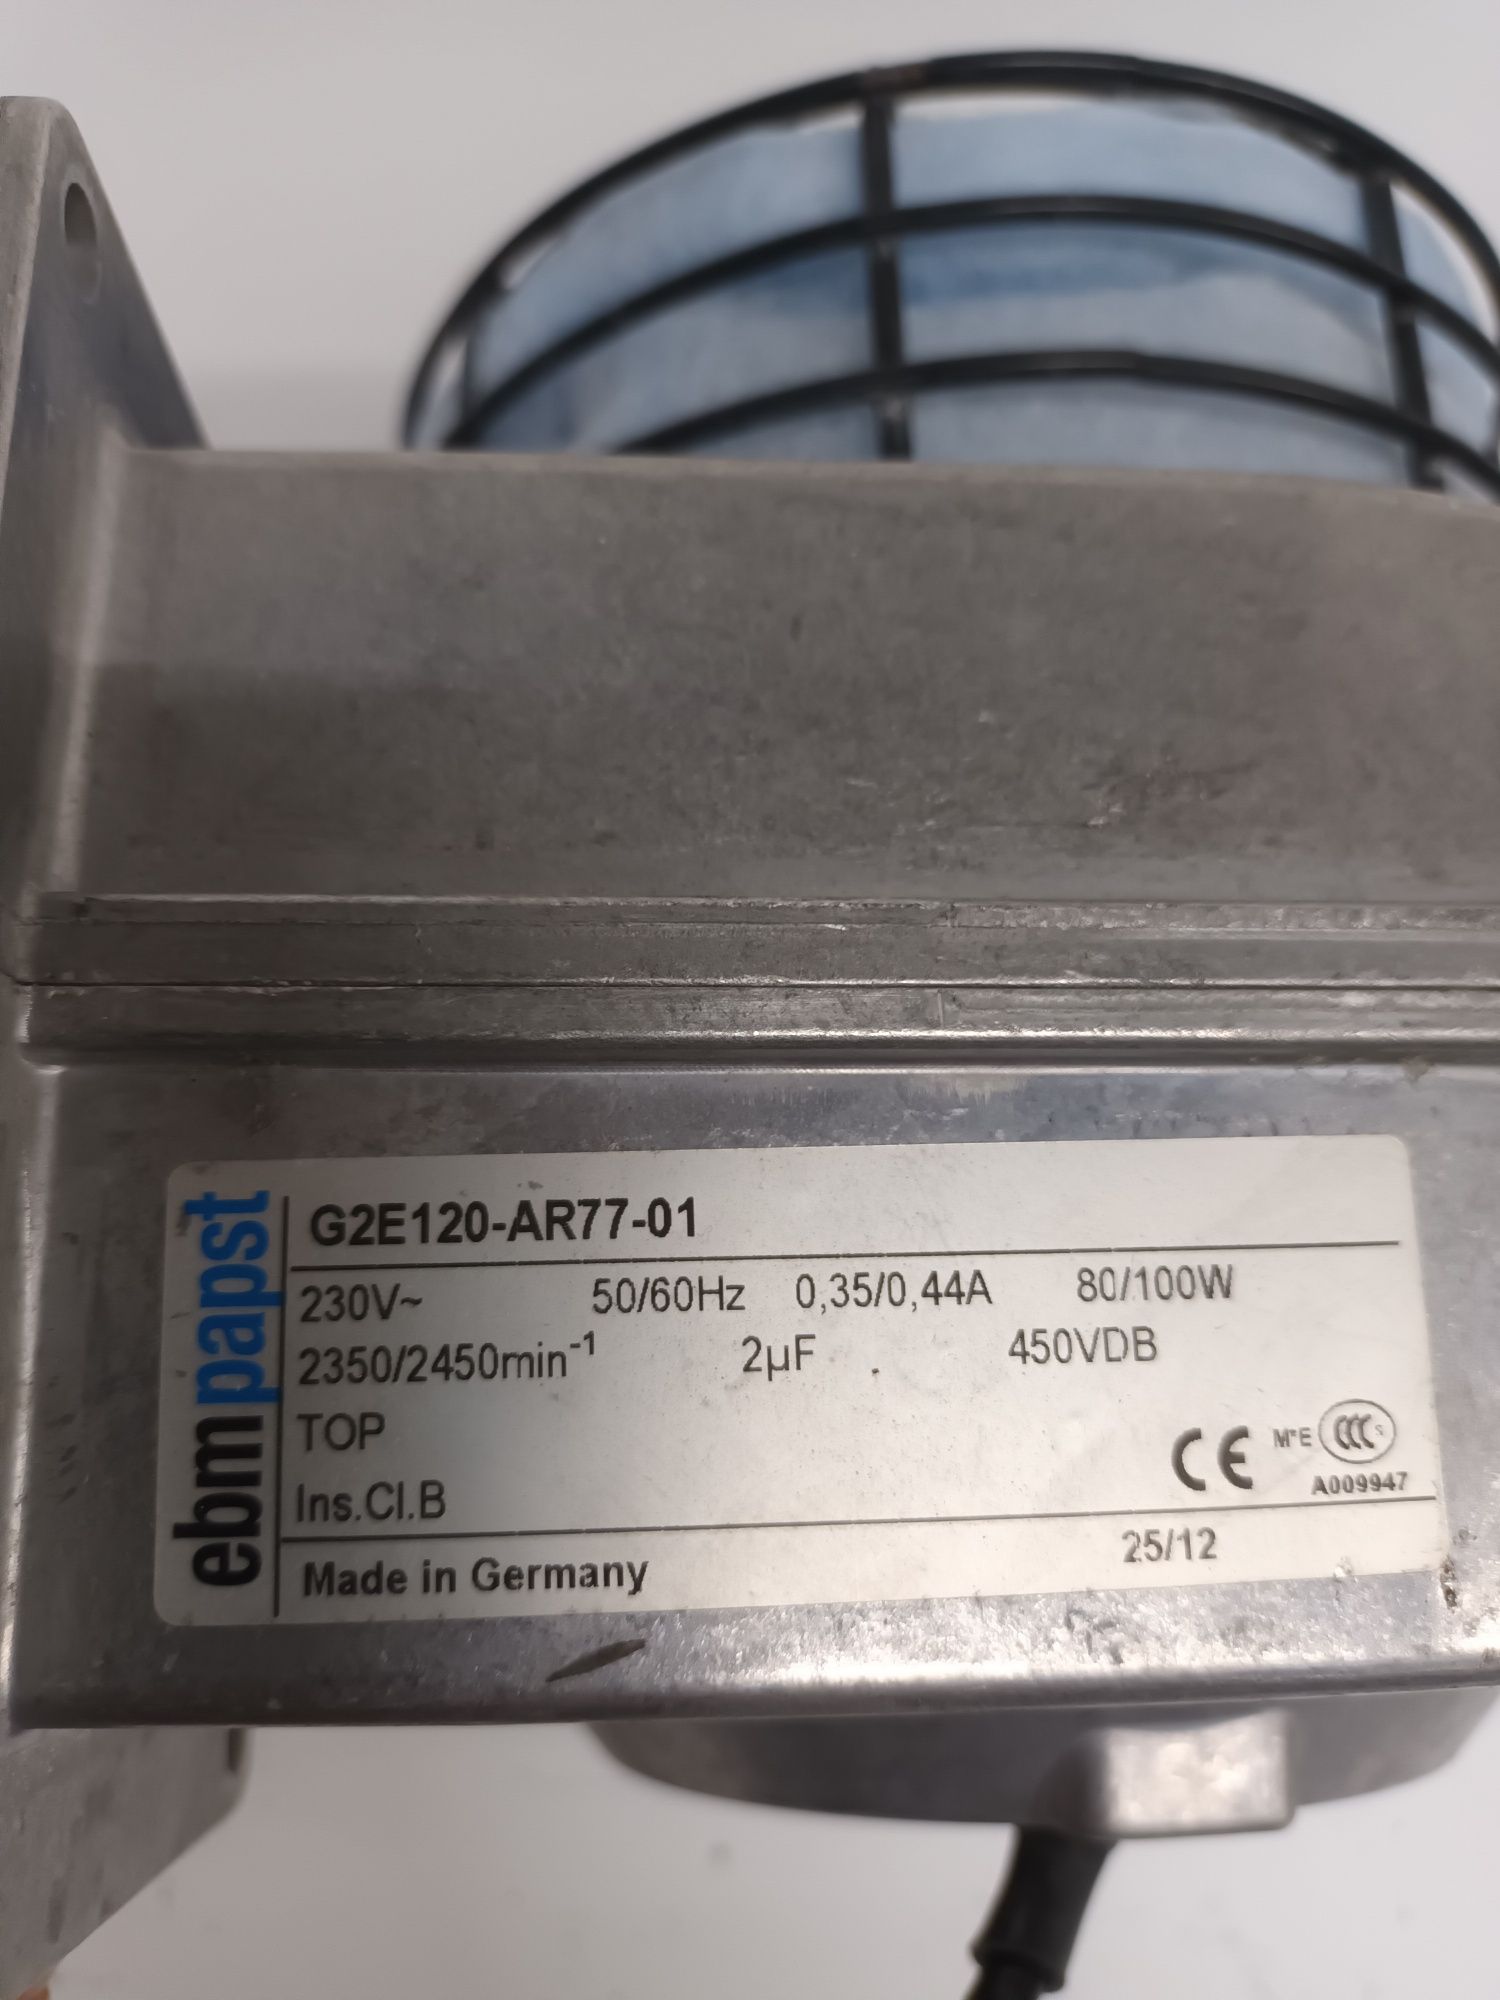 ebmpapst
G2E120-AR77-01
230V~ 50/60Hz 0,35/0,44A 80/100W
2350/2450min⁻¹ 2µF 450VDB
TOP
Ins.Cl.B
CE CCC S
A009947
Made in Germany 25/12